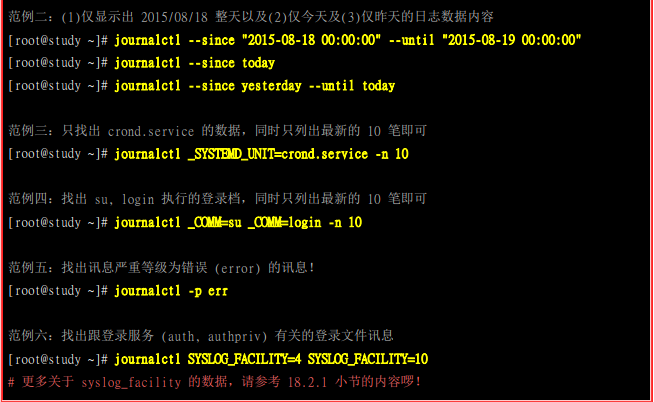 范例二：(1)仅显示出 2015/08/18 整天以及(2)仅今天及(3)仅昨天的日志数据内容
[root@study ~]# journalctl --since "2015-08-18 00:00:00" --until "2015-08-19 00:00:00"
[root@study ~]# journalctl --since today
[root@study ~]# journalctl --since yesterday --until today
范例三：只找出 crond.service 的数据，同时只列出最新的 10 笔即可
[root@study ~]# journalctl _SYSTEMD_UNIT=crond.service -n 10
范例四：找出 su, login 执行的登录档，同时只列出最新的 10 笔即可
[root@study ~]# journalctl _COMM=su _COMM=login -n 10
范例五：找出讯息严重等级为错误 (error) 的讯息！
[root@study ~]# journalctl -p err
范例六：找出跟登录服务 (auth, authpriv) 有关的登录文件讯息
[root@study ~]# journalctl SYSLOG_FACILITY=4 SYSLOG_FACILITY=10
# 更多关于 syslog_facility 的数据，请参考 18.2.1 小节的内容啰！